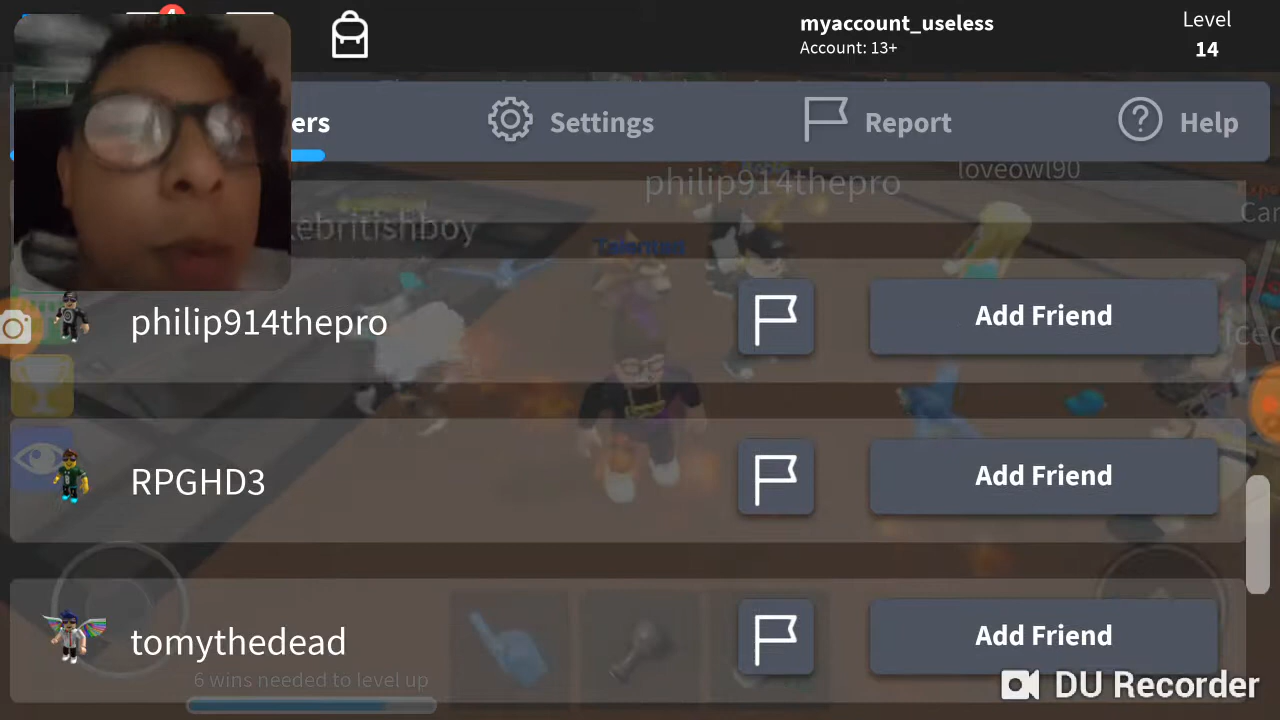 myaccount_useless
Account: 13+
Level
14
ers
Settings
Report
Help
philip914thepro
loveowl90
ebritishboy
philip914thepro
Add Friend
RPGHD3
Add Friend
tomythedead
Add Friend
6 wins needed to level up
DU Recorder